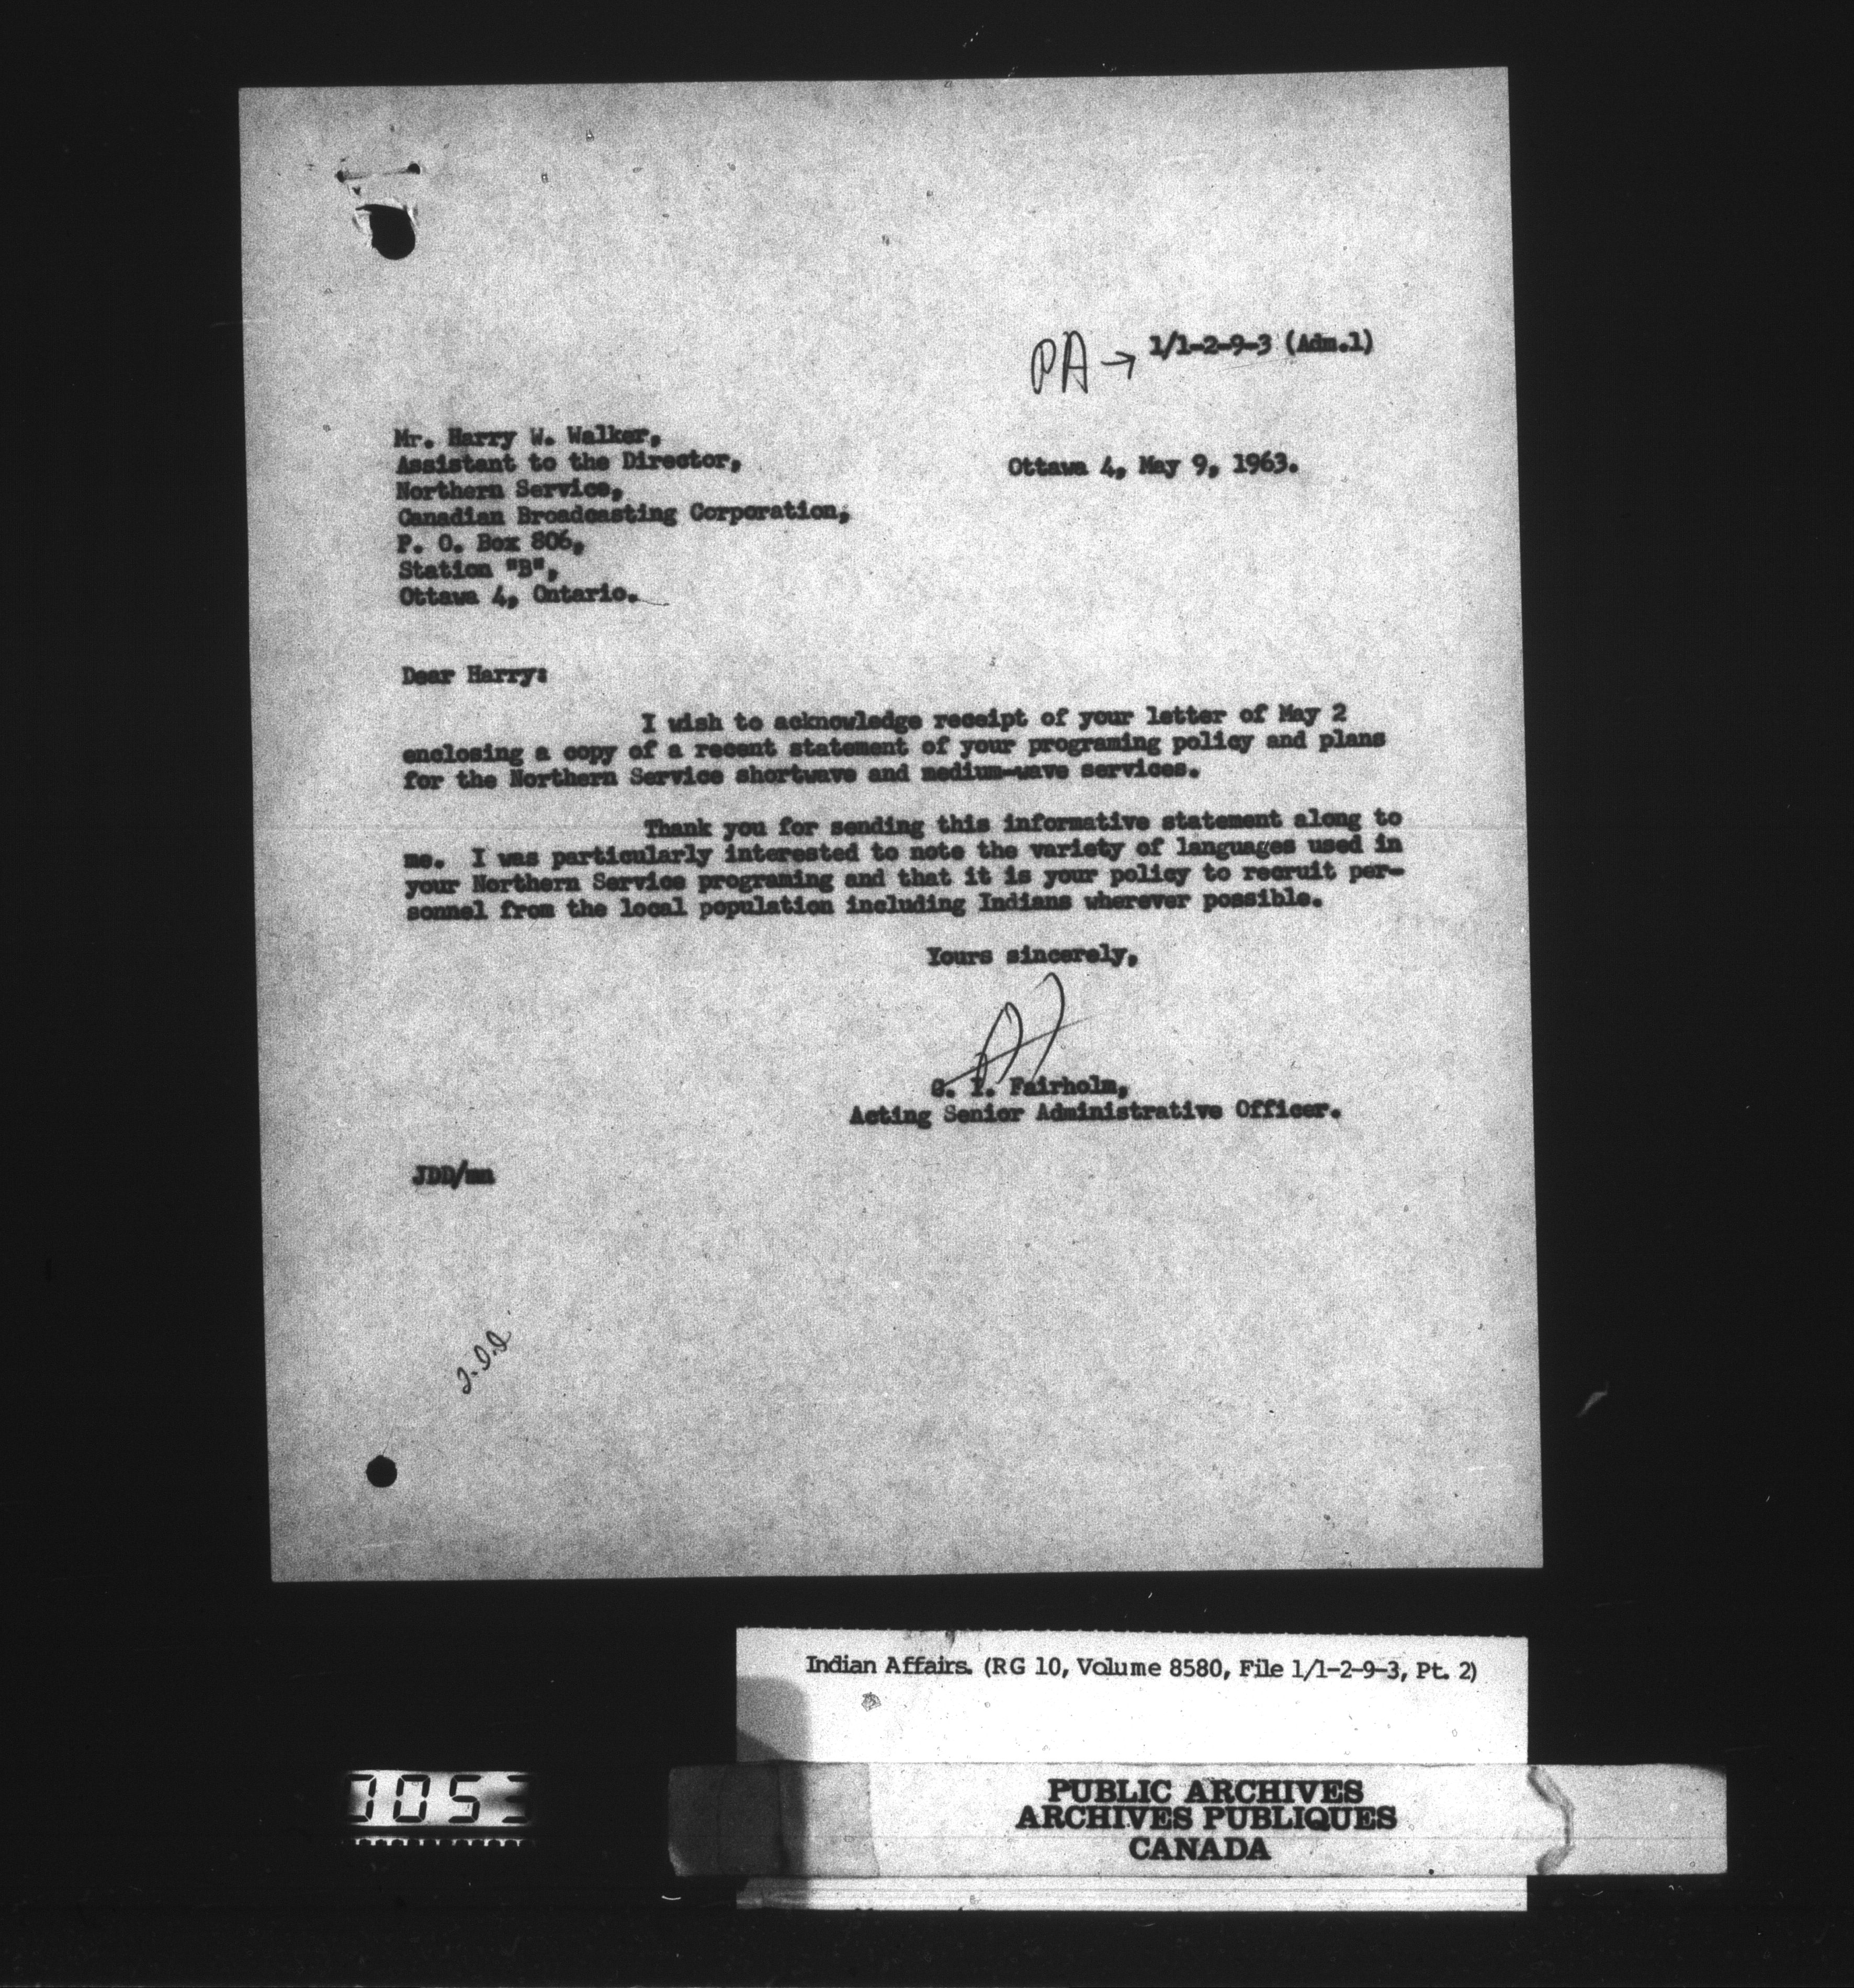 PA → 1/1-2-9-3 (Adm.1)
Mr. Harry W. Walker,
Assistant to the Director,
Northern Service,
Canadian Broadcasting Corporation,
P. O. Box 806,
Station "B",
Ottawa 4, Ontario.
Ottawa 4, May 9, 1963.
Dear Harry:
I wish to acknowledge receipt of your letter of May 2
enclosing a copy of a recent statement of your programing policy and plans
for the Northern Service shortwave and medium-wave services.
Thank you for sending this informative statement along to
me. I was particularly interested to note the variety of languages used in
your Northern Service programing and that it is your policy to recruit per-
sonnel from the local population including Indians wherever possible.
Yours sincerely,
Fairholm,
Acting Senior Administrative Officer.
JDD/mn
J.D.D
Indian Affairs. (RG 10, Volume 8580, File 1/1-2-9-3, Pt. 2)
PUBLIC ARCHIVES
ARCHIVES PUBLIQUES
CANADA